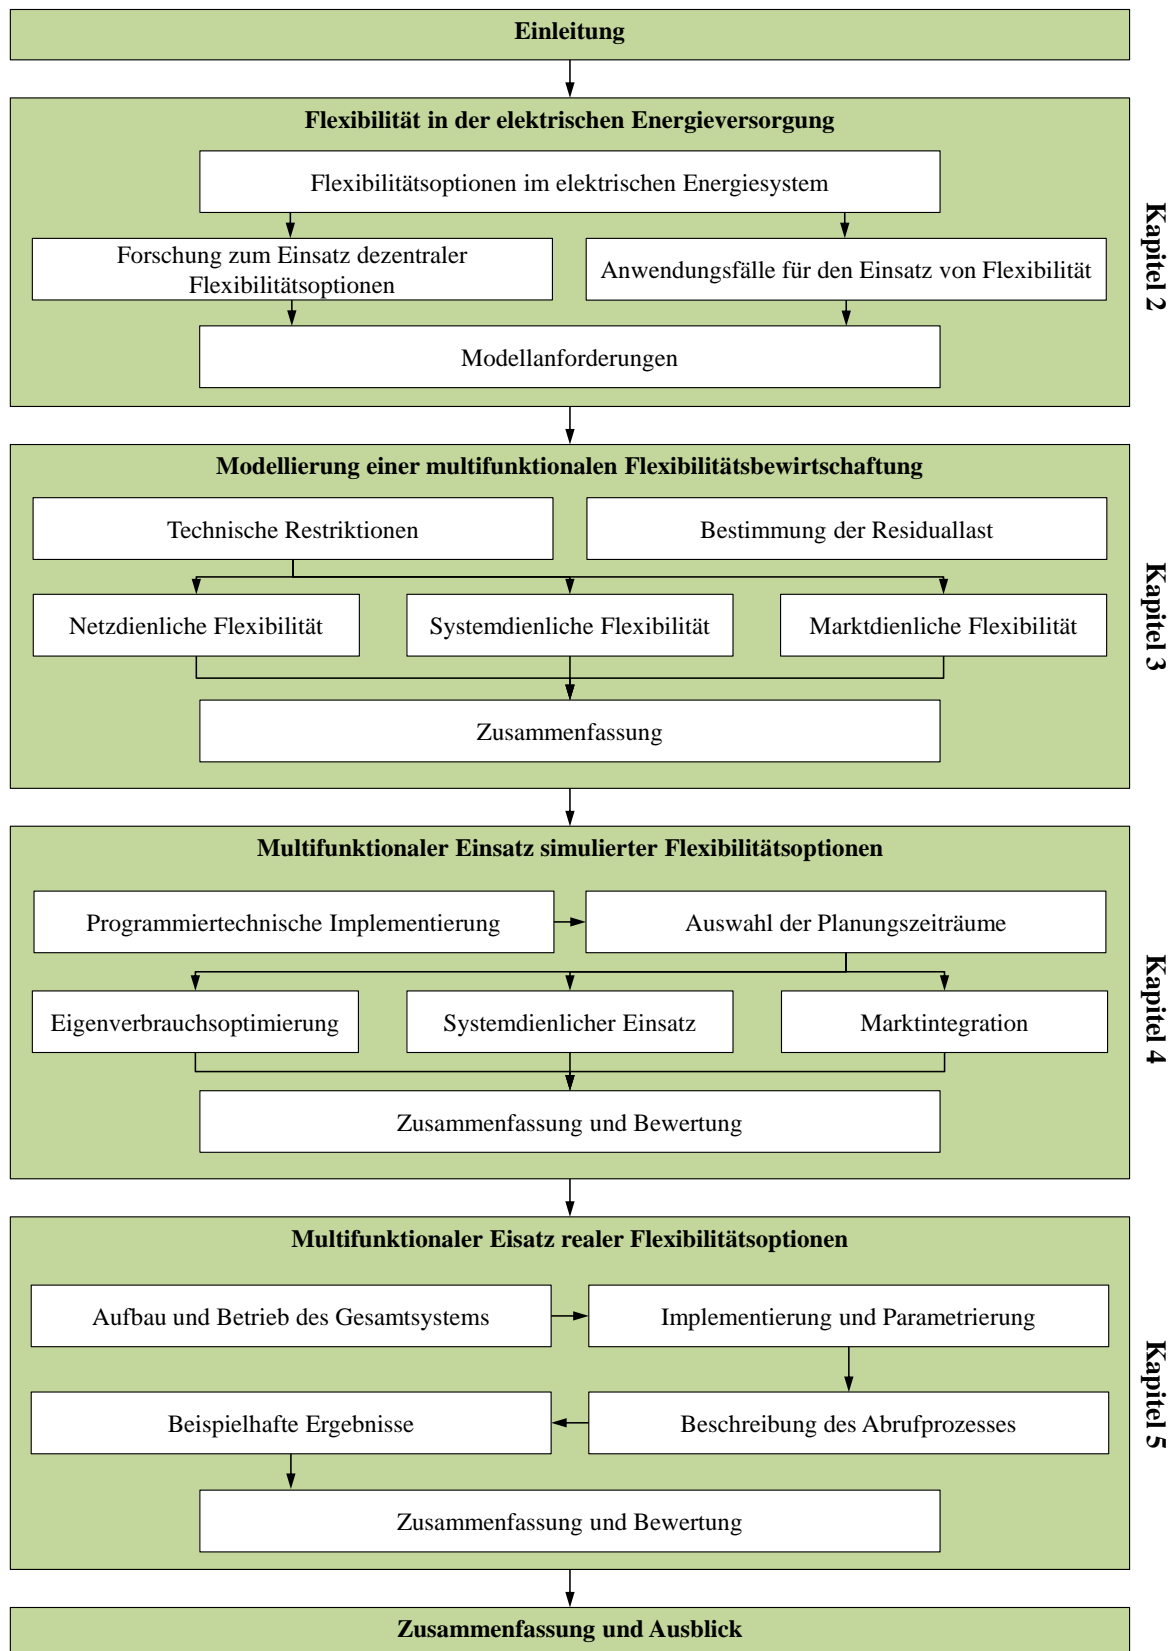 Einleitung
Flexibilität in der elektrischen Energieversorgung
Flexibilitätsoptionen im elektrischen Energiesystem
Forschung zum Einsatz dezentraler
Flexibilitätsoptionen
Anwendungsfälle für den Einsatz von Flexibilität
Modellanforderungen
Kapitel 2
Modellierung einer multifunktionalen Flexibilitätsbewirtschaftung
Technische Restriktionen
Bestimmung der Residuallast
Netzdienliche Flexibilität
Systemdienliche Flexibilität
Marktdienliche Flexibilität
Zusammenfassung
Kapitel 3
Multifunktionaler Einsatz simulierter Flexibilitätsoptionen
Programmiertechnische Implementierung
Auswahl der Planungszeiträume
Eigenverbrauchsoptimierung
Systemdienlicher Einsatz
Marktintegration
Zusammenfassung und Bewertung
Kapitel 4
Multifunktionaler Eisatz realer Flexibilitätsoptionen
Aufbau und Betrieb des Gesamtsystems
Implementierung und Parametrierung
Beispielhafte Ergebnisse
Beschreibung des Abrufprozesses
Zusammenfassung und Bewertung
Kapitel 5
Zusammenfassung und Ausblick